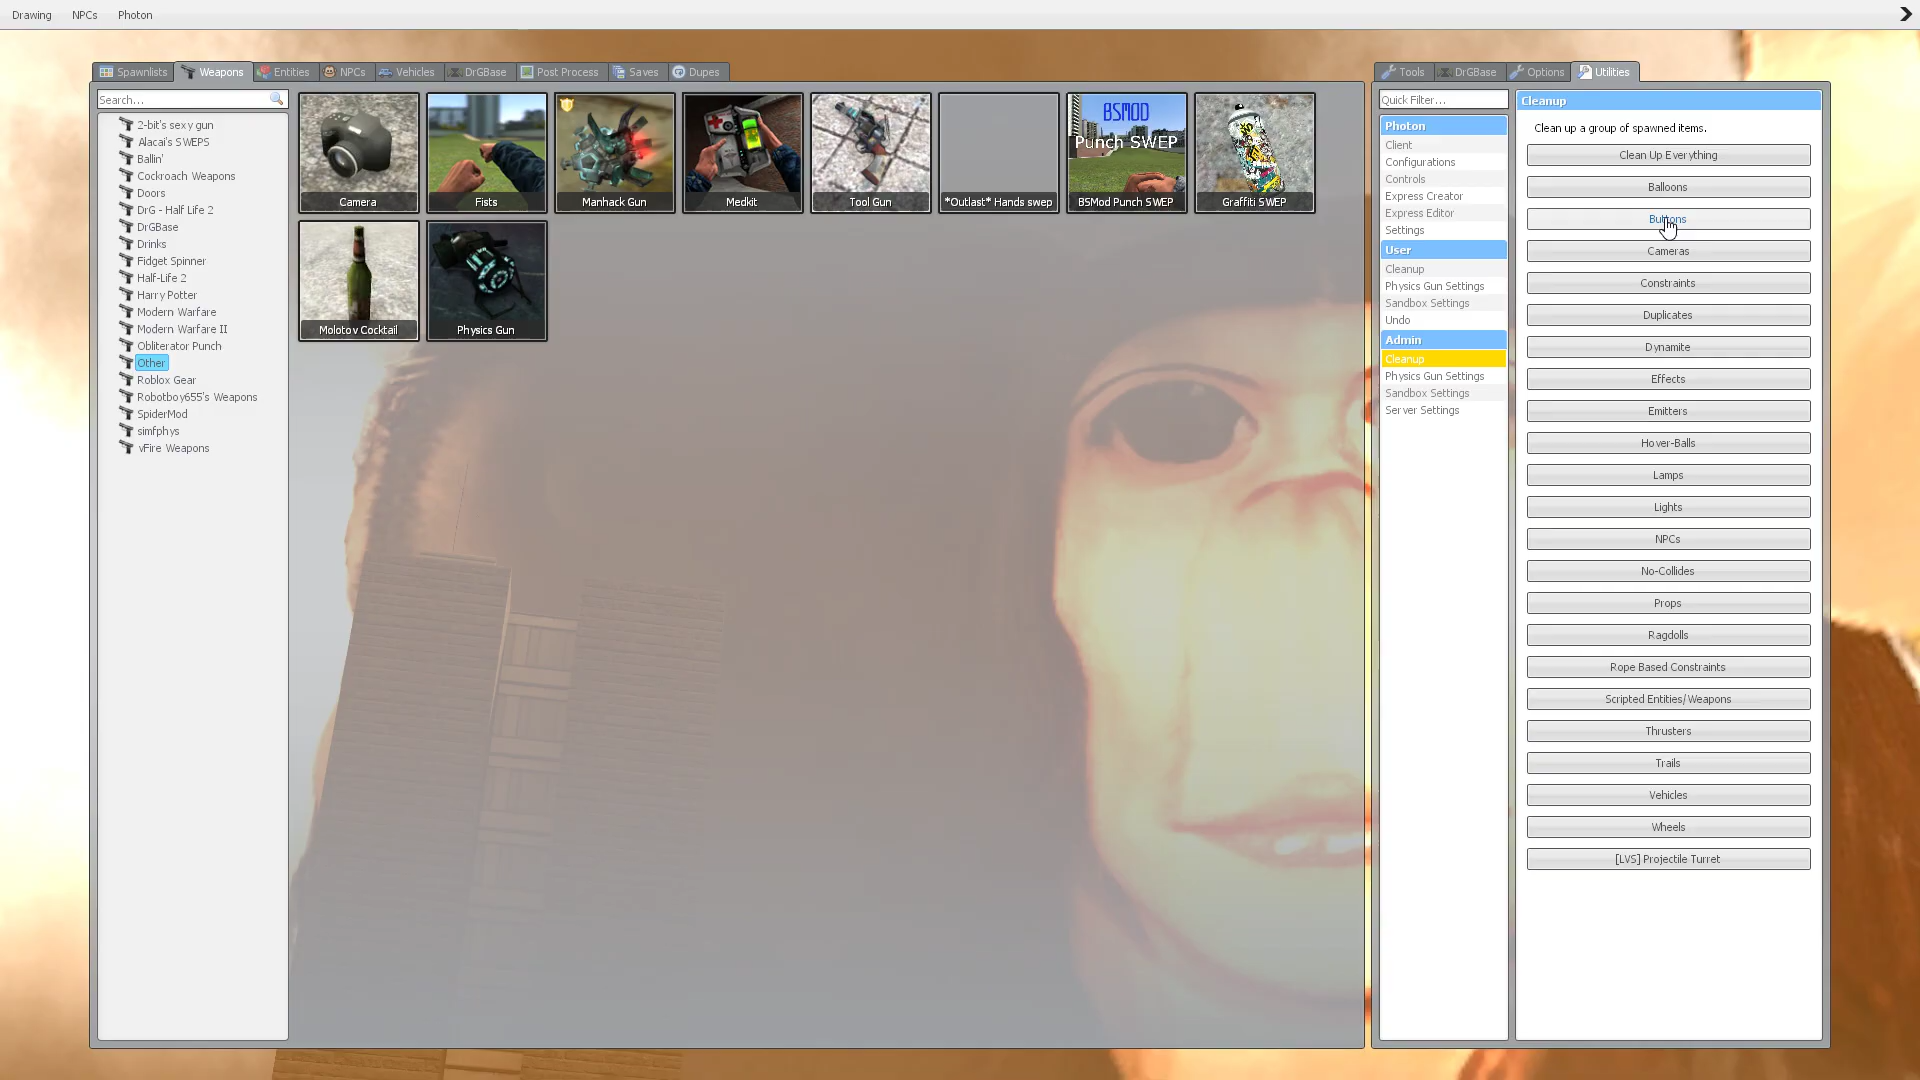 Drawing NPCs Photon
Spawnlists Weapons Entities NPCs Vehicles DrGBase Post Process Saves Dupes
Search...
2-bit's sexy gun
Alacai's SWEPS
Ballin'
Cockroach Weapons
Doors
DrG - Half Life 2
DrGBase
Drinks
Fidget Spinner
Half-Life 2
Harry Potter
Modern Warfare
Modern Warfare II
Obliterator Punch
Other
Roblox Gear
Robotboy655's Weapons
SpiderMod
simfphys
vFire Weapons
BSMOD
Punch SWEP
Camera Fists Manhack Gun Medkit Tool Gun *Outlast* Hands swep BSMod Punch SWEP Graffiti SWEP
Molotov Cocktail Physics Gun
Tools DrGBase Options Utilities
Quick Filter...
Photon
Client
Configurations
Controls
Express Creator
Express Editor
Settings
User
Cleanup
Physics Gun Settings
Sandbox Settings
Undo
Admin
Cleanup
Physics Gun Settings
Sandbox Settings
Server Settings
Cleanup
Clean up a group of spawned items.
Clean Up Everything
Balloons
Buttons
Cameras
Constraints
Duplicates
Dynamite
Effects
Emitters
Hover-Balls
Lamps
Lights
NPCs
No-Collides
Props
Ragdolls
Rope Based Constraints
Scripted Entities/Weapons
Thrusters
Trails
Vehicles
Wheels
[LVS] Projectile Turret